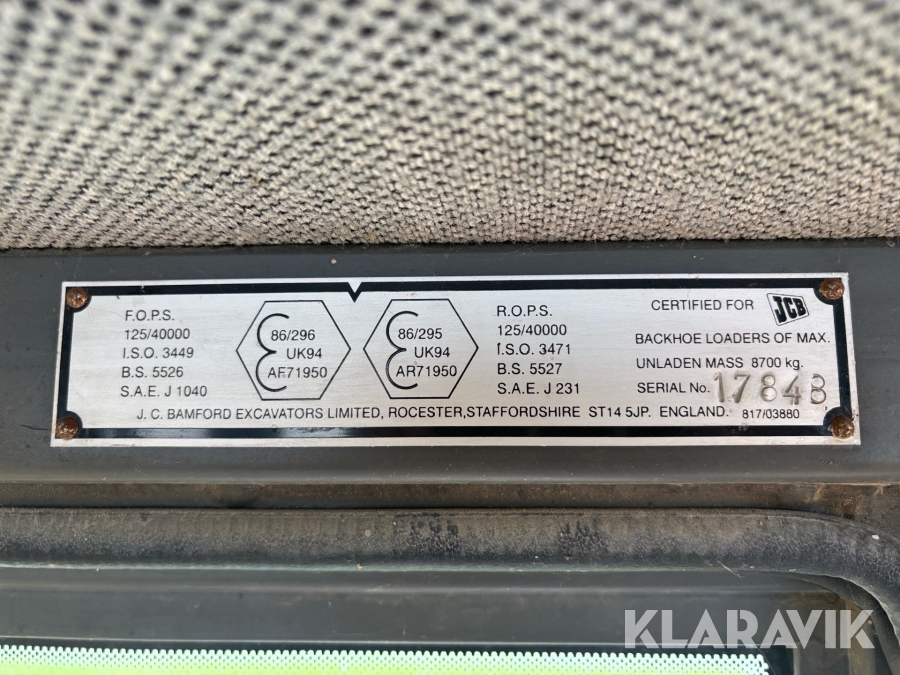 F.O.P.S.
125/40000
I.S.O. 3449
B.S. 5526
S.A.E. J 1040
86/296
UK94
AF71950
86/295
UK94
AR71950
R.O.P.S.
125/40000
I.S.O. 3471
B.S. 5527
S.A.E. J 231
CERTIFIED FOR JCB
BACKHOE LOADERS OF MAX.
UNLADEN MASS 8700 kg.
SERIAL No. 17848
J. C. BAMFORD EXCAVATORS LIMITED, ROCESTER, STAFFORDSHIRE ST14 5JP. ENGLAND. 817/03880
KLARAVIK